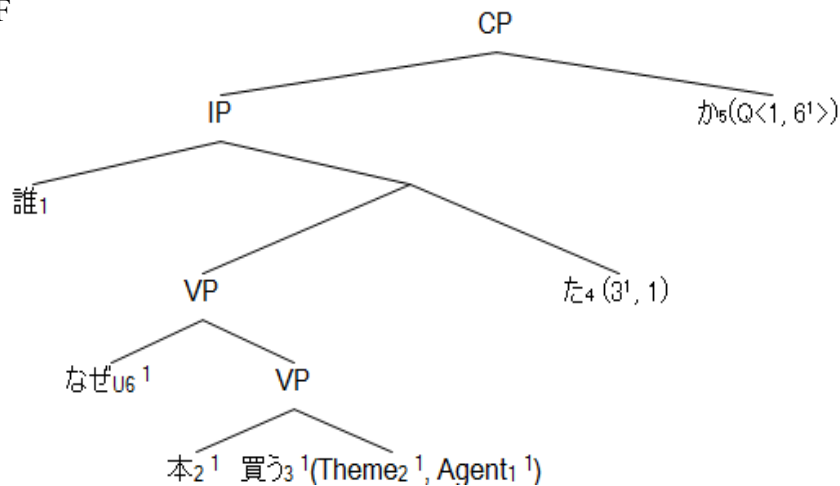 F
CP
IP
か5(Q<1, 6¹>)
誰1
VP
た4 (3¹, 1)
なぜU6 ¹
VP
本2 ¹ 買う3 ¹(Theme2 ¹, Agent1 ¹)